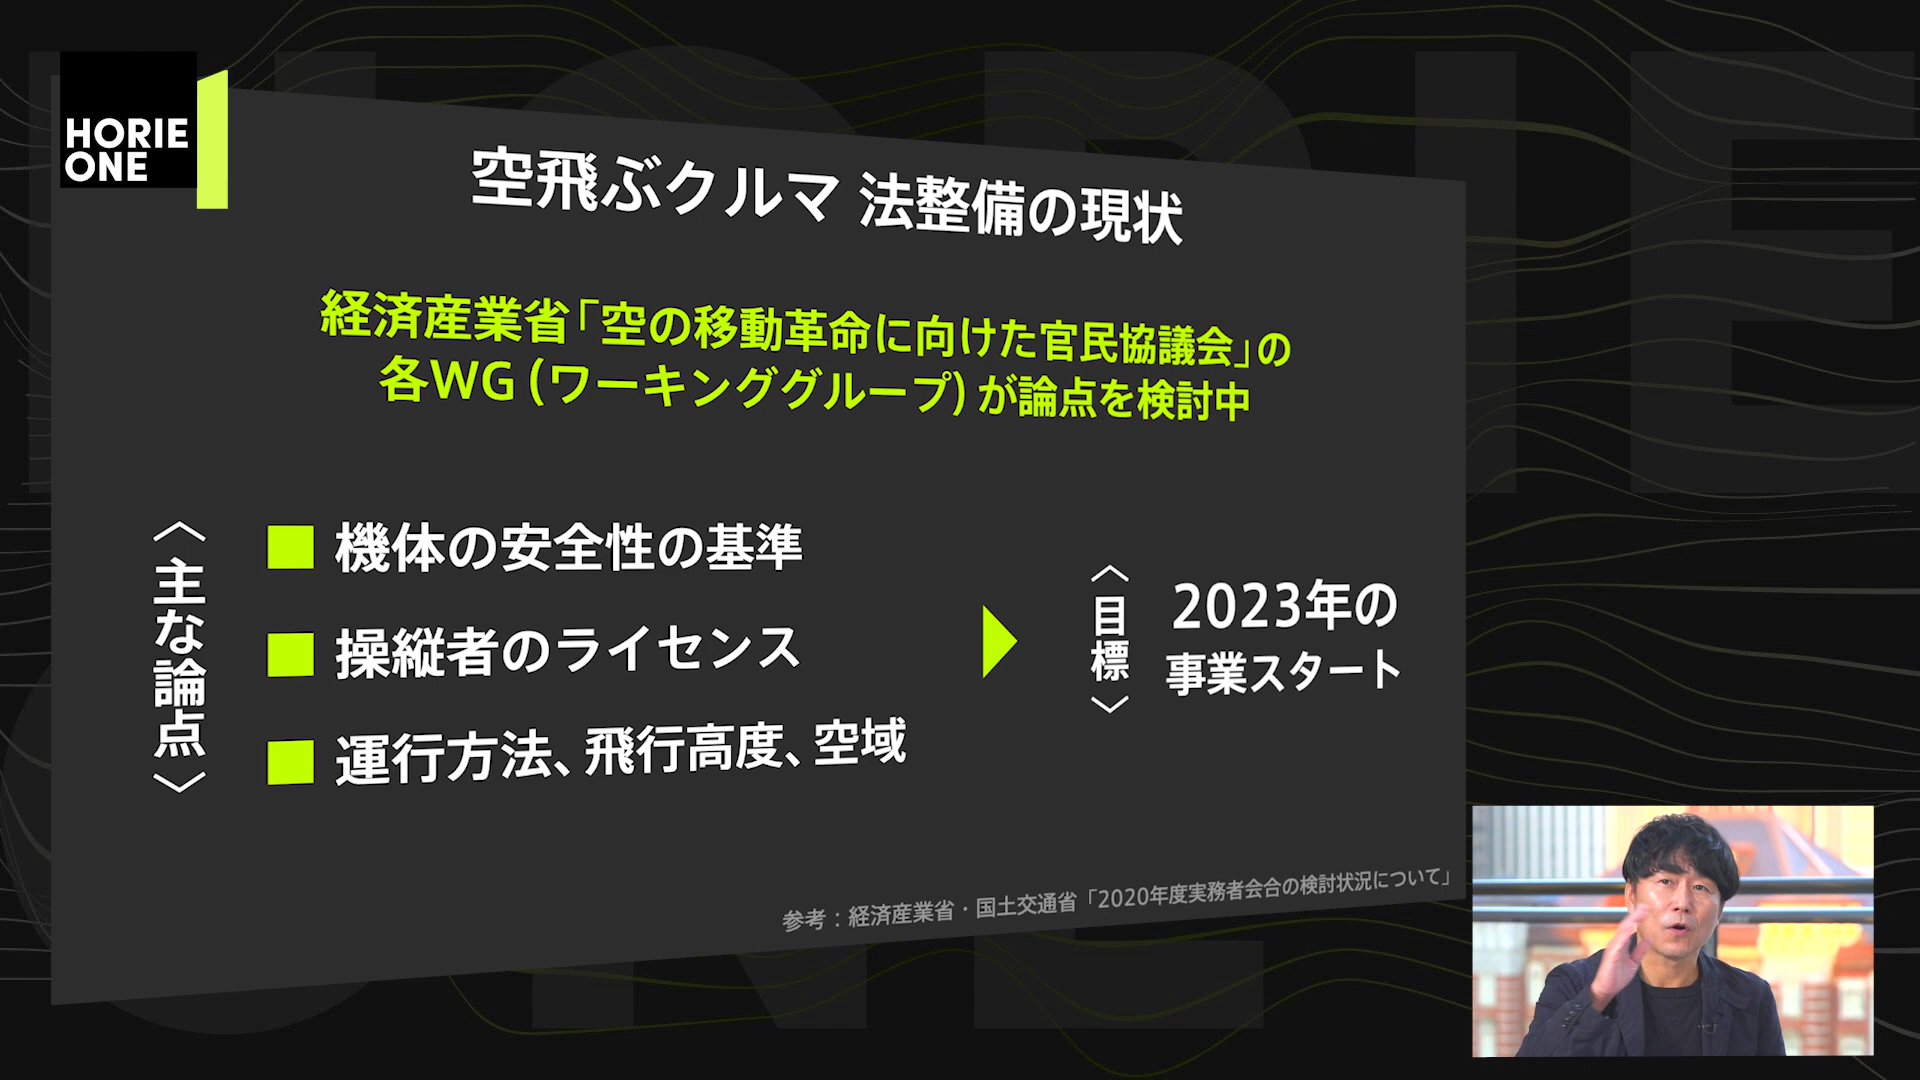 HORIE
ONE
空飛ぶクルマ 法整備の現状
経済産業省「空の移動革命に向けた官民協議会」の
各WG (ワーキンググループ) が論点を検討中
〈主な論点〉
機体の安全性の基準
操縦者のライセンス
運行方法、飛行高度、空域
〈目標〉
2023年の
事業スタート
参考：経済産業省・国土交通省「2020年度実務者会合の検討状況について」